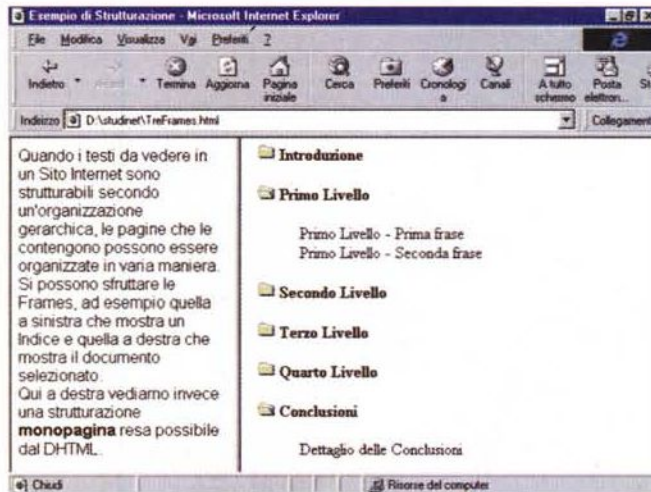 Esempio di Strutturazione - Microsoft Internet Explorer
File Modifica Visualizza Vai Preferiti ?
Indietro Termina Aggiorna Pagina iniziale Cerca Preferiti Cronologia Canali A tutto schermo Posta elettron...
Indirizzo D:\studinet\TreFrames.html Collegament
Quando i testi da vedere in
un Sito Internet sono
strutturabili secondo
un'organizzazione
gerarchica, le pagine che le
contengono possono essere
organizzate in varia maniera.
Si possono sfruttare le
Frames, ad esempio quella
a sinistra che mostra un
Indice e quella a destra che
mostra il documento
selezionato.
Qui a destra vediamo invece
una strutturazione
monopagina resa possibile
dal DHTML.
Introduzione
Primo Livello
Primo Livello - Prima frase
Primo Livello - Seconda frase
Secondo Livello
Terzo Livello
Quarto Livello
Conclusioni
Dettaglio delle Conclusioni
Chiudi Risorse del computer